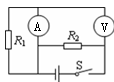 A V
R₁ R₂
S